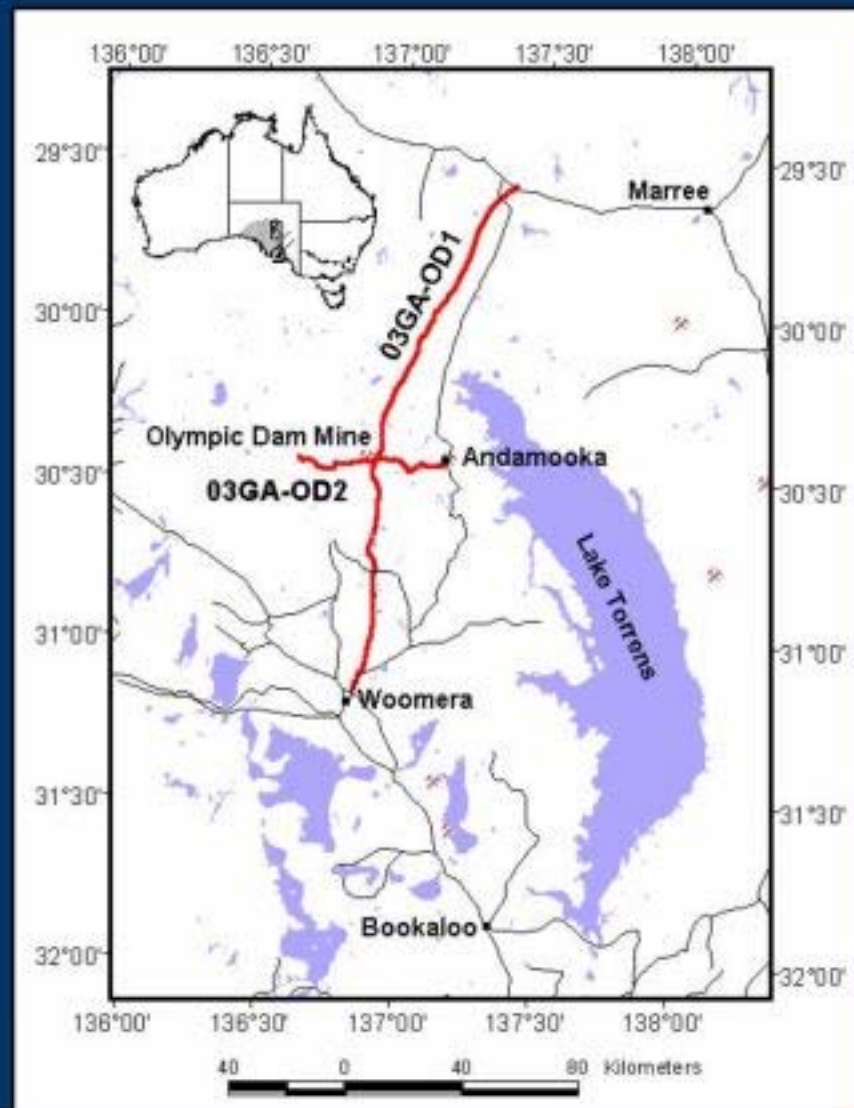 136°00' 136°30' 137°00' 137°30' 138°00'
29°30' 29°30'
Marree
03GA-OD1
30°00' 30°00'
Olympic Dam Mine
Andamooka
30°30' 30°30'
03GA-OD2
Lake Torrens
31°00' 31°00'
Woomera
31°30' 31°30'
Bookaloo
32°00' 32°00'
136°00' 136°30' 137°00' 137°30' 138°00'
40 0 40 80 Kilometers